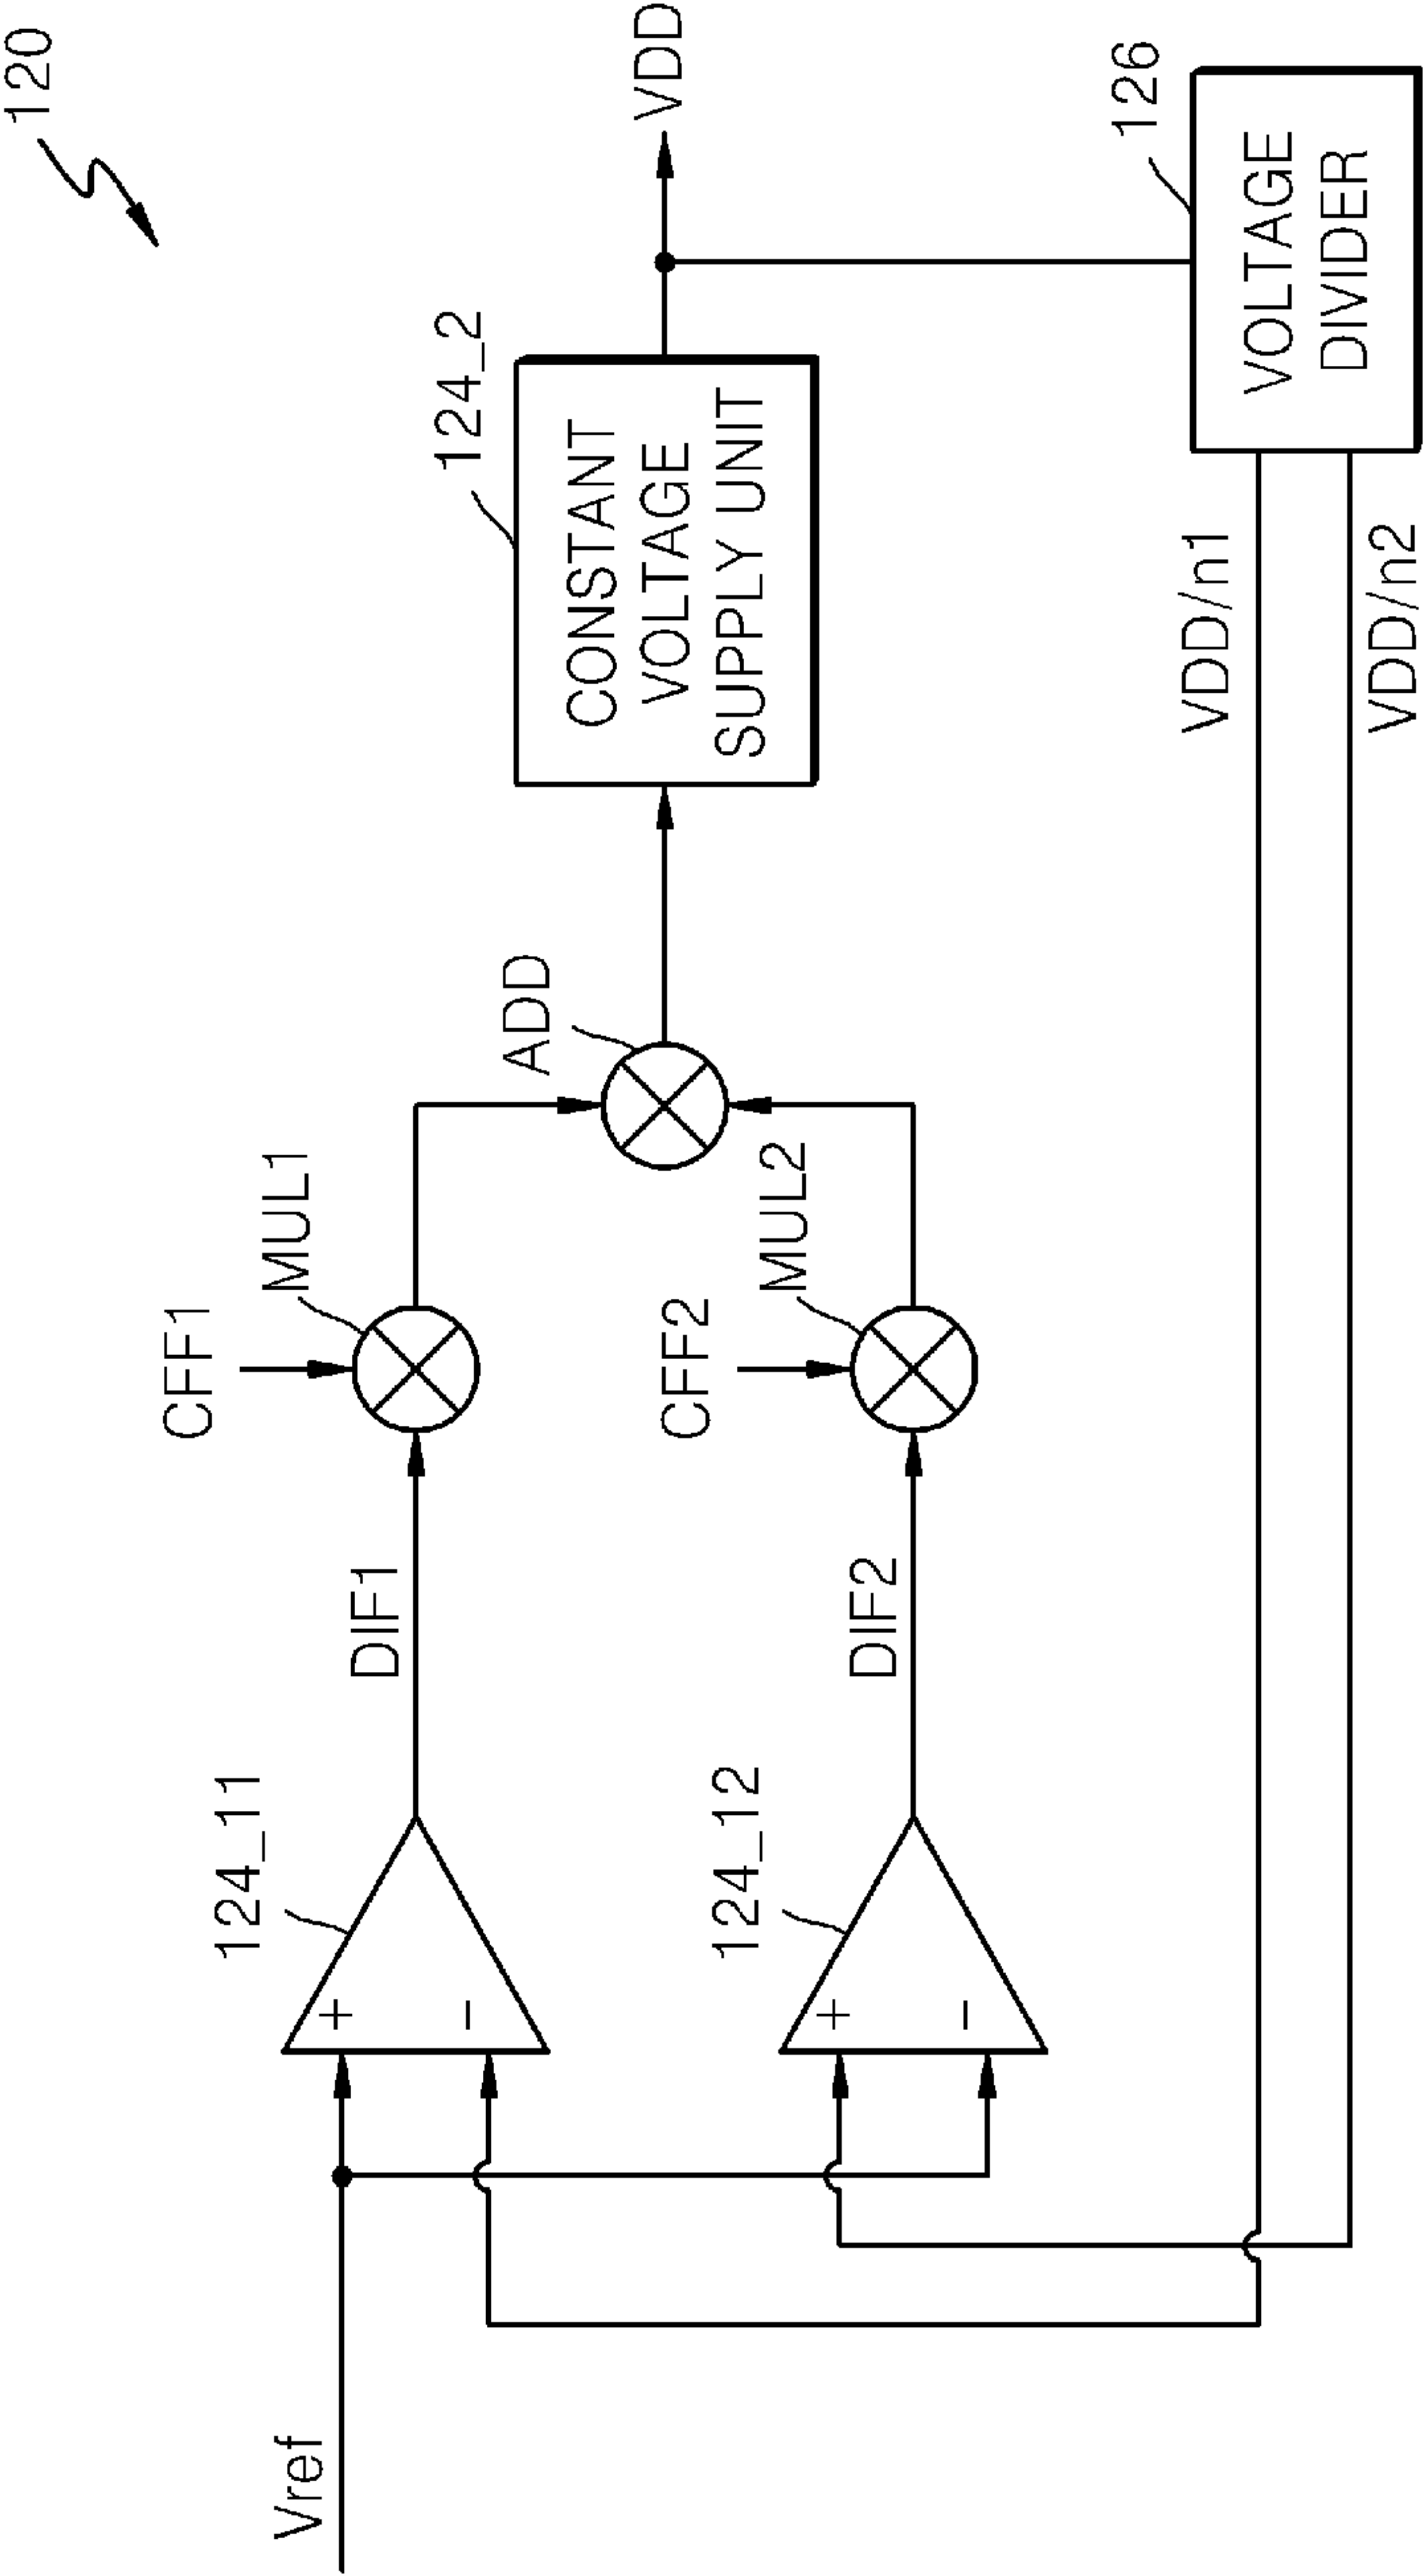 120
124_11
DIF1
CFF1
MUL1
ADD
124_2
CONSTANT
VOLTAGE
SUPPLY UNIT
VDD
Vref
+
−
124_12
DIF2
CFF2
MUL2
+
−
126
VOLTAGE
DIVIDER
VDD/n1
VDD/n2